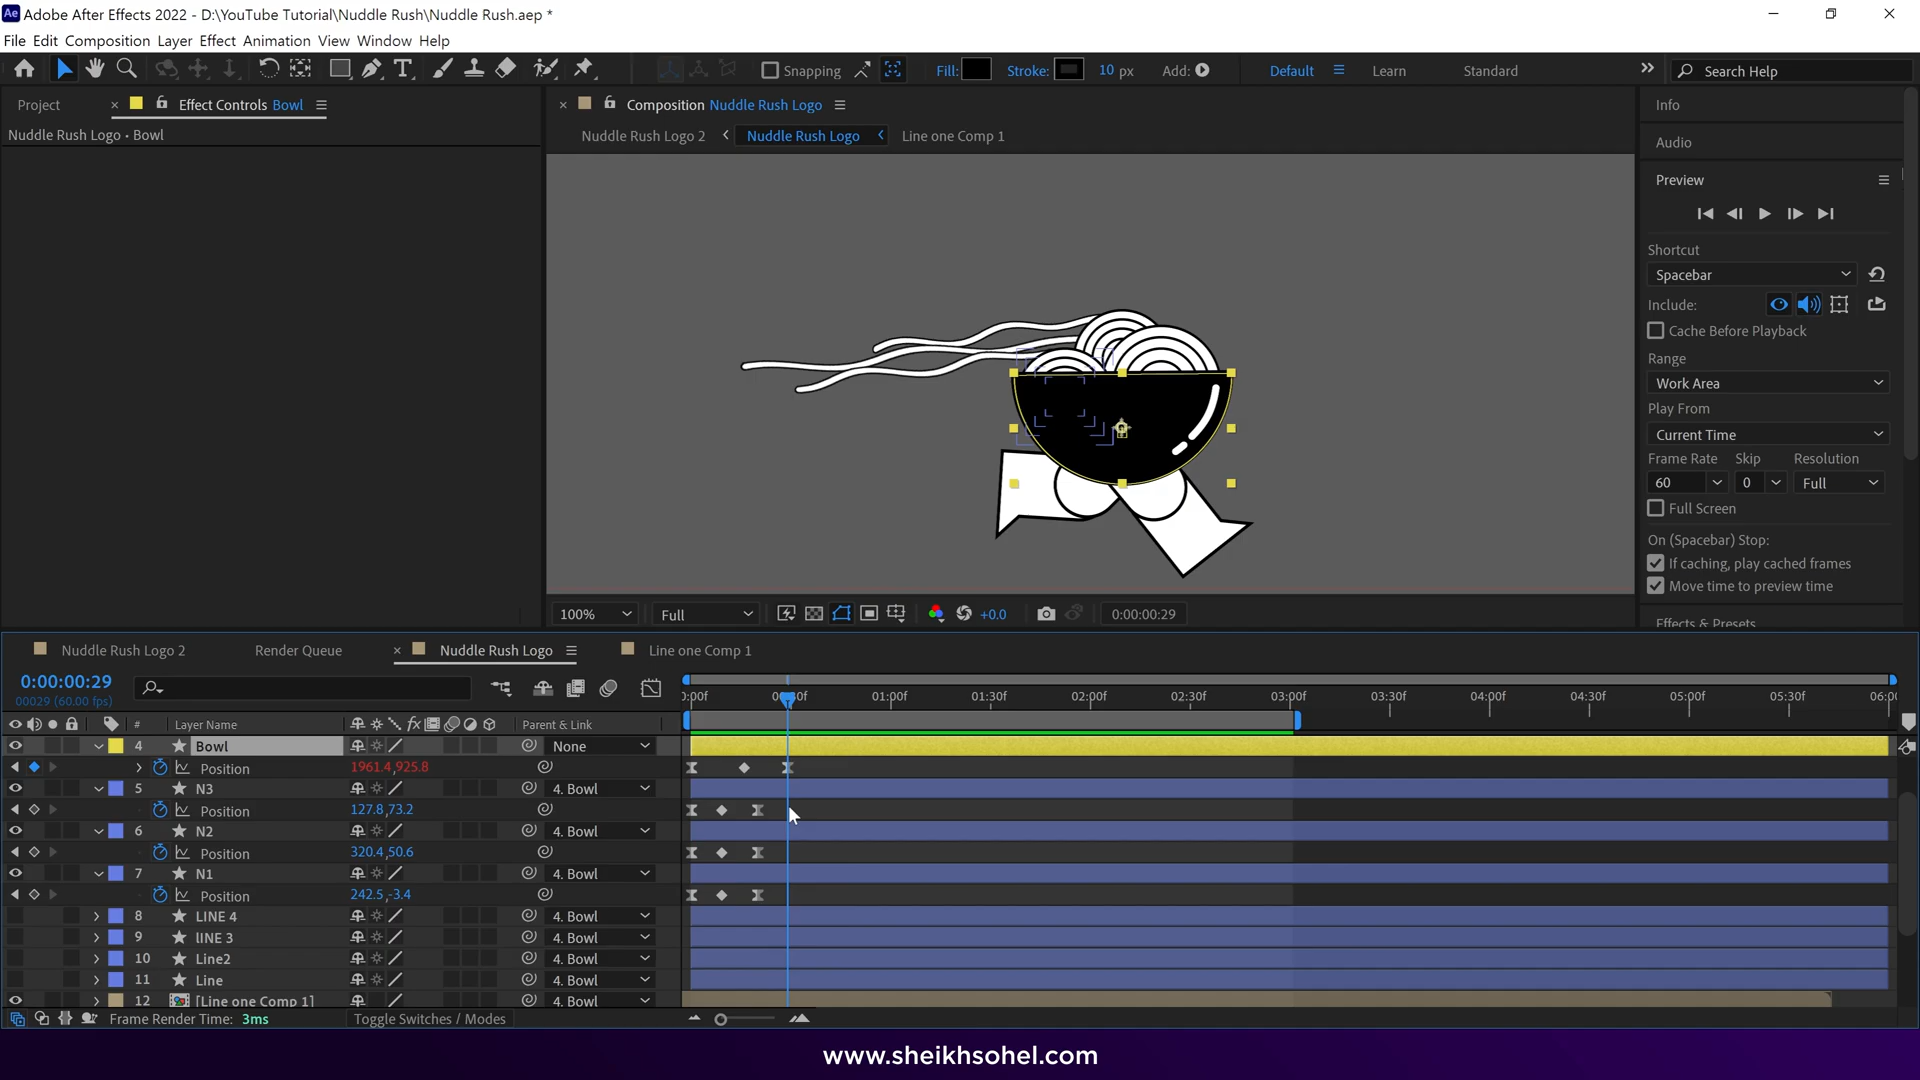 Adobe After Effects 2022 - D:\YouTube Tutorial\Nuddle Rush\Nuddle Rush.aep *
File Edit Composition Layer Effect Animation View Window Help
Snapping Fill: Stroke: 10 px Add: Default Learn Standard Search Help
Project Effect Controls Bowl Composition Nuddle Rush Logo Info
Nuddle Rush Logo • Bowl Nuddle Rush Logo 2 Nuddle Rush Logo Line one Comp 1
Audio
Preview
Shortcut
Spacebar
Include:
Cache Before Playback
Range
Work Area
Play From
Current Time
Frame Rate Skip Resolution
60 0 Full
Full Screen
On (Spacebar) Stop:
If caching, play cached frames
Move time to preview time
Effects & Presets
100% Full +0.0 0:00:00:29
Nuddle Rush Logo 2 Render Queue Nuddle Rush Logo Line one Comp 1
0:00:00:29
00029 (60.00 fps)
01:00f 01:30f 02:00f 02:30f 03:00f 03:30f 04:00f 04:30f 05:00f 05:30f
# Layer Name fx Parent & Link
4 Bowl None
Position 1961.4,925.8
5 N3 4. Bowl
Position 127.8,73.2
6 N2 4. Bowl
Position 320.4,50.6
7 N1 4. Bowl
Position 242.5,-3.4
8 LINE 4 4. Bowl
9 lINE 3 4. Bowl
10 Line2 4. Bowl
11 Line 4. Bowl
12 [Line one Comp 1] 4. Bowl
Frame Render Time: 3ms Toggle Switches / Modes
www.sheikhsohel.com